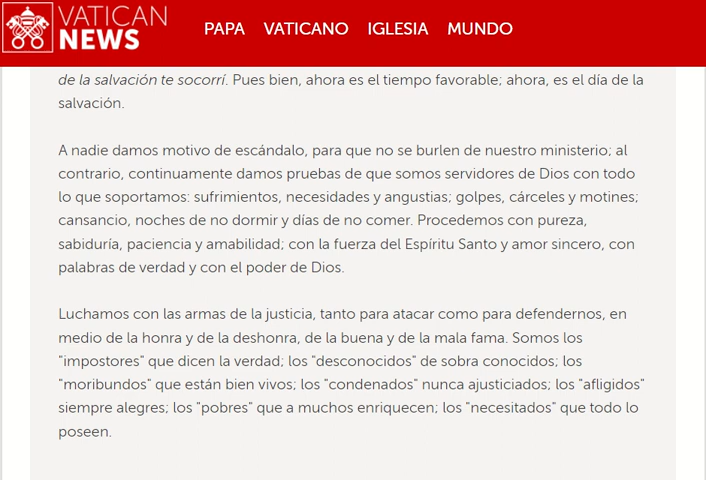 VATICAN
NEWS
PAPA VATICANO IGLESIA MUNDO
de la salvación te socorrí. Pues bien, ahora es el tiempo favorable; ahora, es el día de la
salvación.
A nadie damos motivo de escándalo, para que no se burlen de nuestro ministerio; al
contrario, continuamente damos pruebas de que somos servidores de Dios con todo
lo que soportamos: sufrimientos, necesidades y angustias; golpes, cárceles y motines;
cansancio, noches de no dormir y días de no comer. Procedemos con pureza,
sabiduría, paciencia y amabilidad; con la fuerza del Espíritu Santo y amor sincero, con
palabras de verdad y con el poder de Dios.
Luchamos con las armas de la justicia, tanto para atacar como para defendernos, en
medio de la honra y de la deshonra, de la buena y de la mala fama. Somos los
"impostores" que dicen la verdad; los "desconocidos" de sobra conocidos; los
"moribundos" que están bien vivos; los "condenados" nunca ajusticiados; los "afligidos"
siempre alegres; los "pobres" que a muchos enriquecen; los "necesitados" que todo lo
poseen.